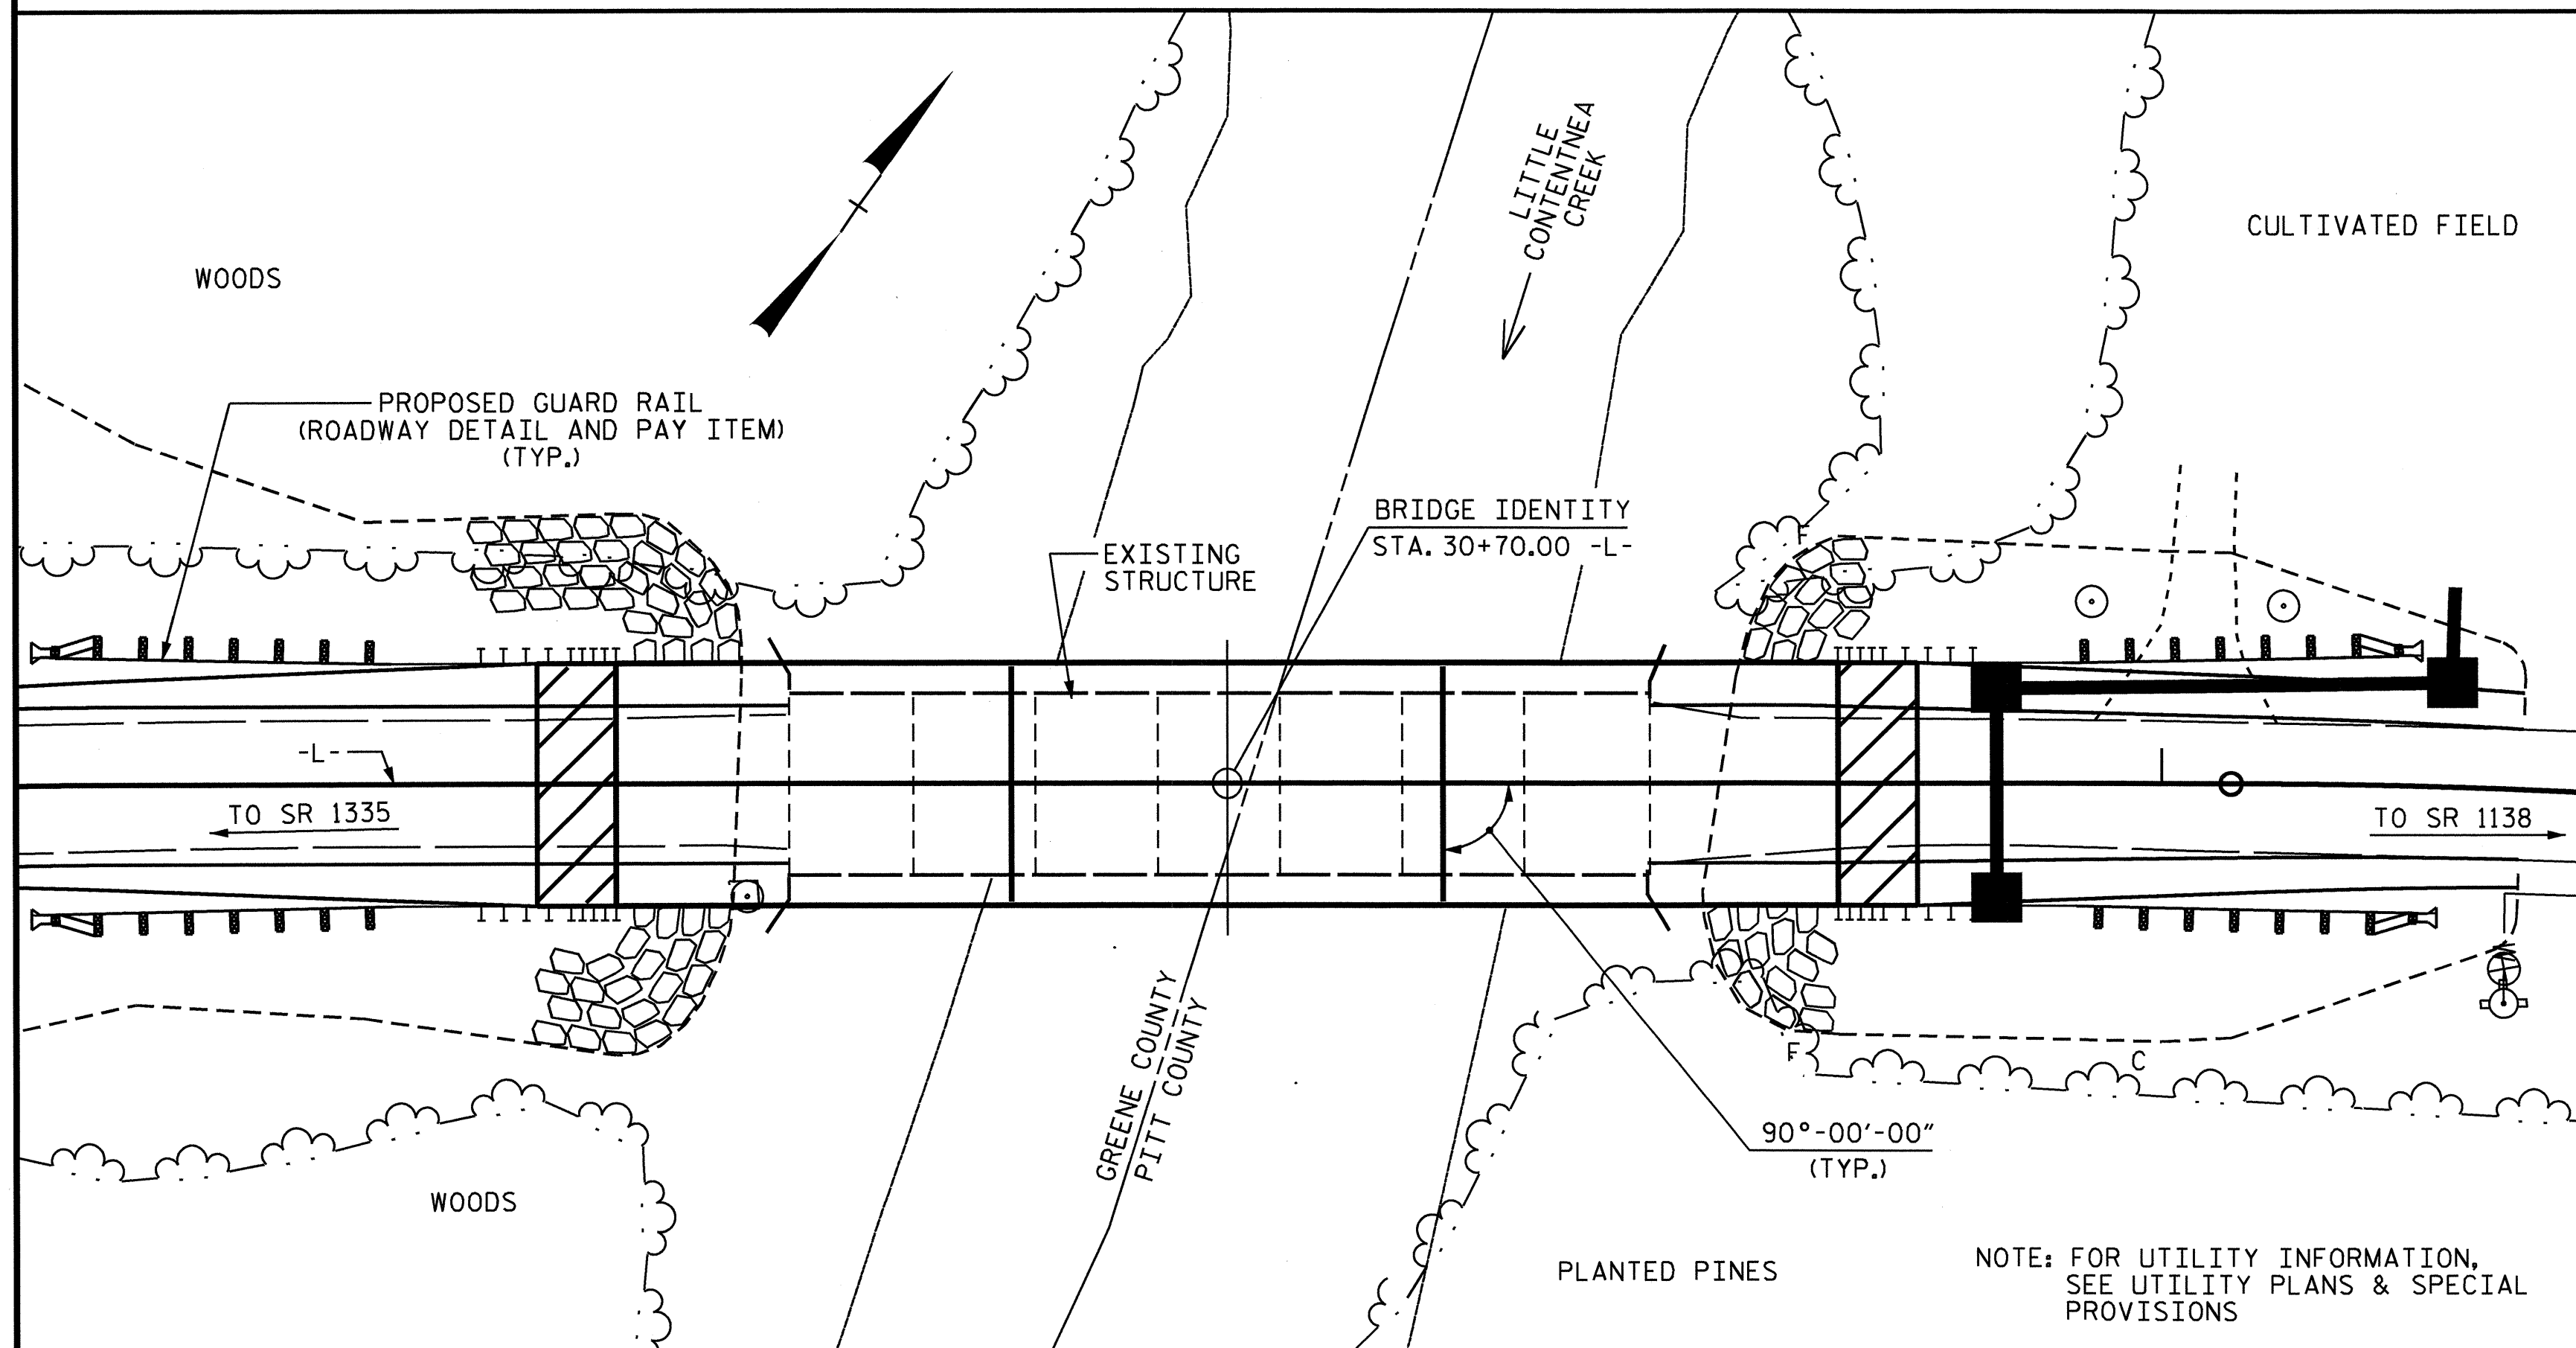 LITTLE
CONTENTNEA
CREEK
CULTIVATED FIELD
WOODS
PROPOSED GUARD RAIL
(ROADWAY DETAIL AND PAY ITEM)
(TYP.)
BRIDGE IDENTITY
STA. 30+70.00 -L-
EXISTING
STRUCTURE
F
-L-
TO SR 1335
TO SR 1138
GREENE COUNTY
PITT COUNTY
F
C
90°-00'-00"
(TYP.)
WOODS
PLANTED PINES
NOTE: FOR UTILITY INFORMATION,
SEE UTILITY PLANS & SPECIAL
PROVISIONS